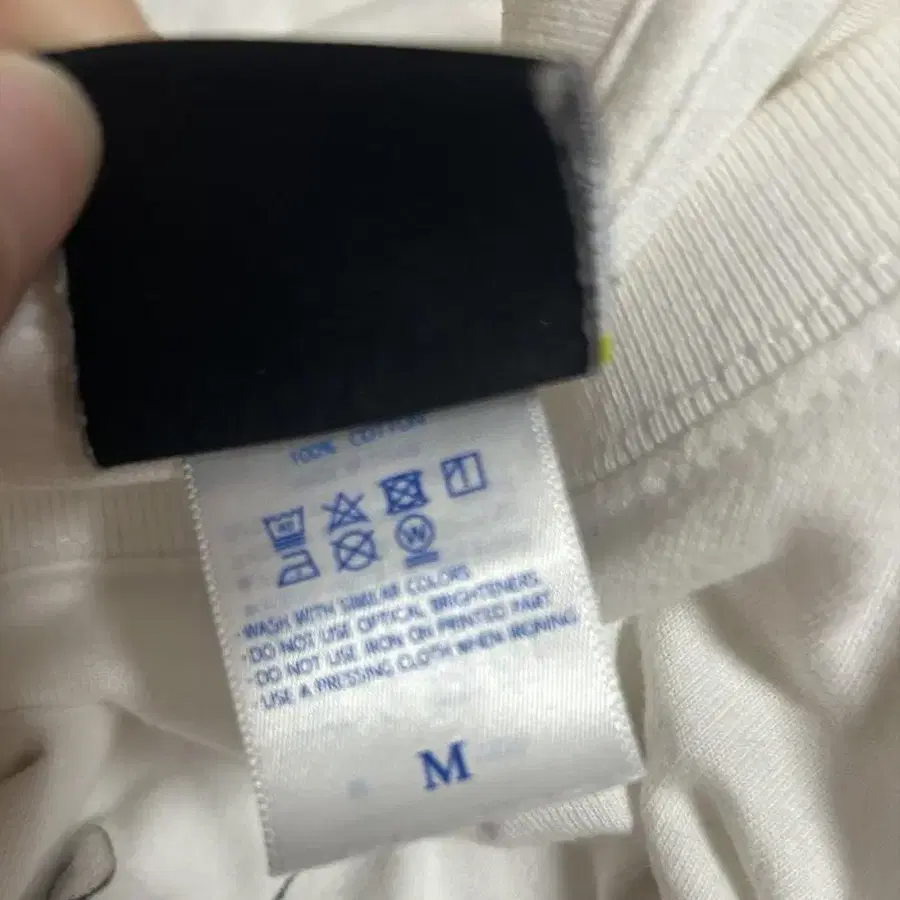 100% COTTON
W
-WASH WITH SIMILAR COLORS
-DO NOT USE OPTICAL BRIGHTENERS
-DO NOT USE IRON ON PRINTED PART
-USE A PRESSING CLOTH WHEN IRONING
M